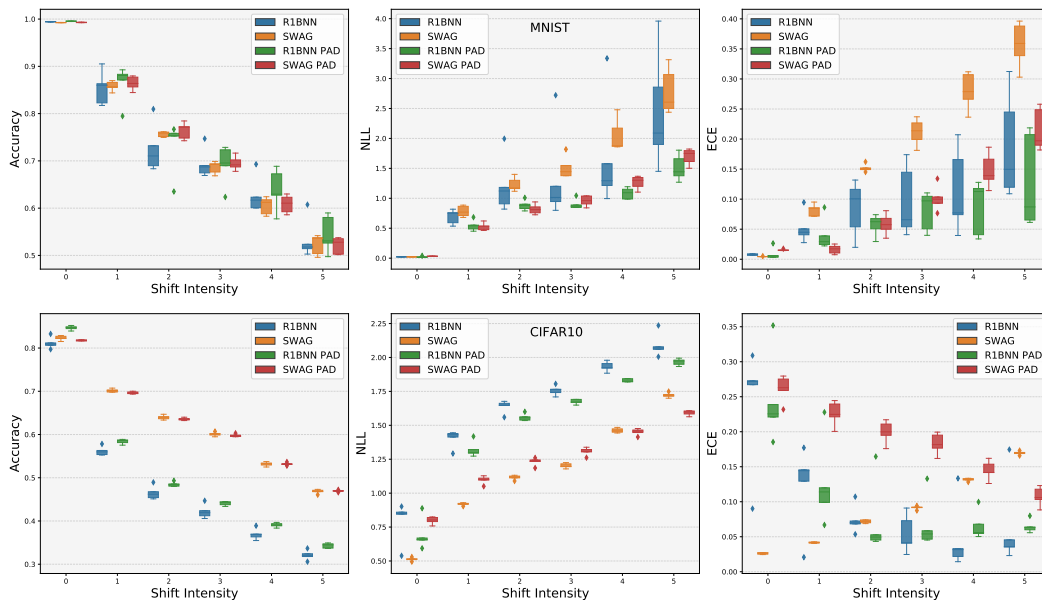 MNIST
R1BNN
SWAG
R1BNN PAD
SWAG PAD
Accuracy
1.0
0.9
0.8
0.7
0.6
0.5
0 1 2 3 4 5
Shift Intensity
R1BNN
SWAG
R1BNN PAD
SWAG PAD
NLL
4.0
3.5
3.0
2.5
2.0
1.5
1.0
0.5
0.0
0 1 2 3 4 5
Shift Intensity
R1BNN
SWAG
R1BNN PAD
SWAG PAD
ECE
0.40
0.35
0.30
0.25
0.20
0.15
0.10
0.05
0.00
0 1 2 3 4 5
Shift Intensity
CIFAR10
R1BNN
SWAG
R1BNN PAD
SWAG PAD
Accuracy
0.8
0.7
0.6
0.5
0.4
0.3
0 1 2 3 4 5
Shift Intensity
R1BNN
SWAG
R1BNN PAD
SWAG PAD
NLL
2.25
2.00
1.75
1.50
1.25
1.00
0.75
0.50
0 1 2 3 4 5
Shift Intensity
R1BNN
SWAG
R1BNN PAD
SWAG PAD
ECE
0.35
0.30
0.25
0.20
0.15
0.10
0.05
0.00
0 1 2 3 4 5
Shift Intensity